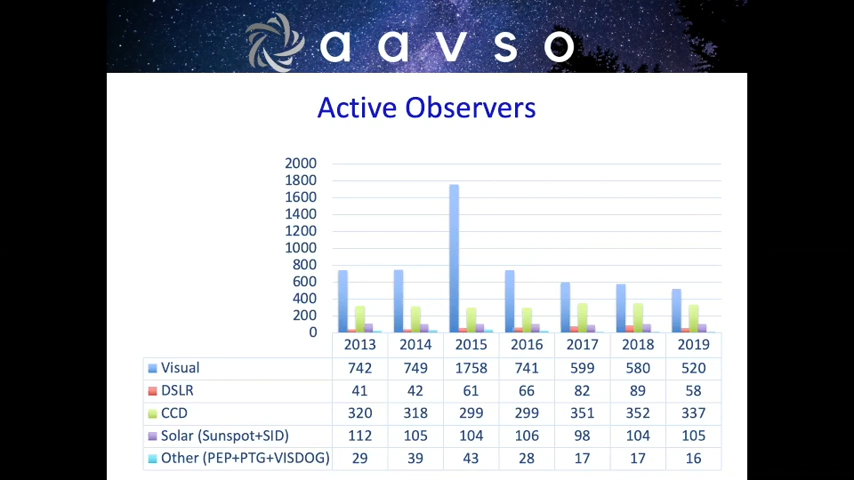 aavso
Active Observers
2000
1800
1600
1400
1200
1000
800
600
400
200
0
2013 2014 2015 2016 2017 2018 2019
Visual 742 749 1758 741 599 580 520
DSLR 41 42 61 66 82 89 58
CCD 320 318 299 299 351 352 337
Solar (Sunspot+SID) 112 105 104 106 98 104 105
Other (PEP+PTG+VISDOG) 29 39 43 28 17 17 16